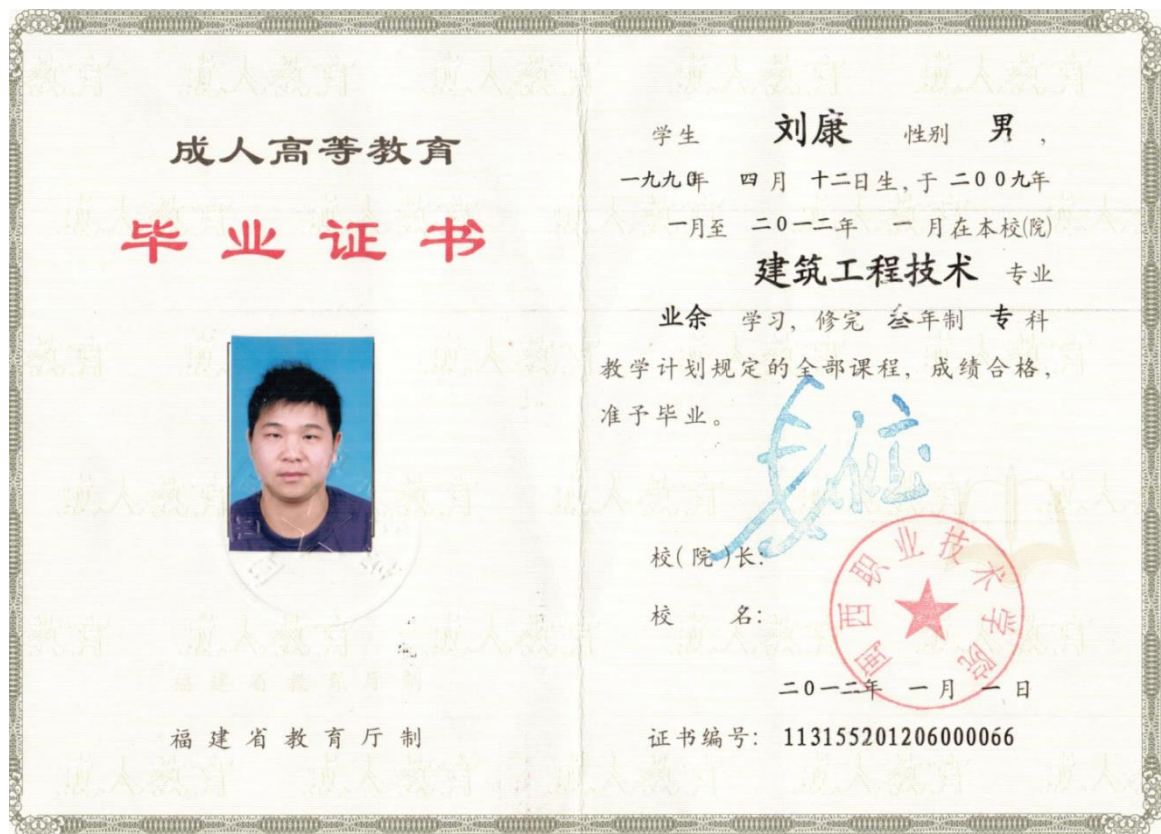 成人高等教育
毕业证书
福建省教育厅制
学生 刘康 性别 男,
一九九0年 四月 十二日生,于 二00九年
一月至 二0一二年 一月在本校(院)
建筑工程技术 专业
业余 学习, 修完 叁年制 专科
教学计划规定的全部课程, 成绩合格,
准予毕业。
校(院)长:
校 名:
闽西职业技术学院
二0一二年 一月 一日
证书编号: 113155201206000066